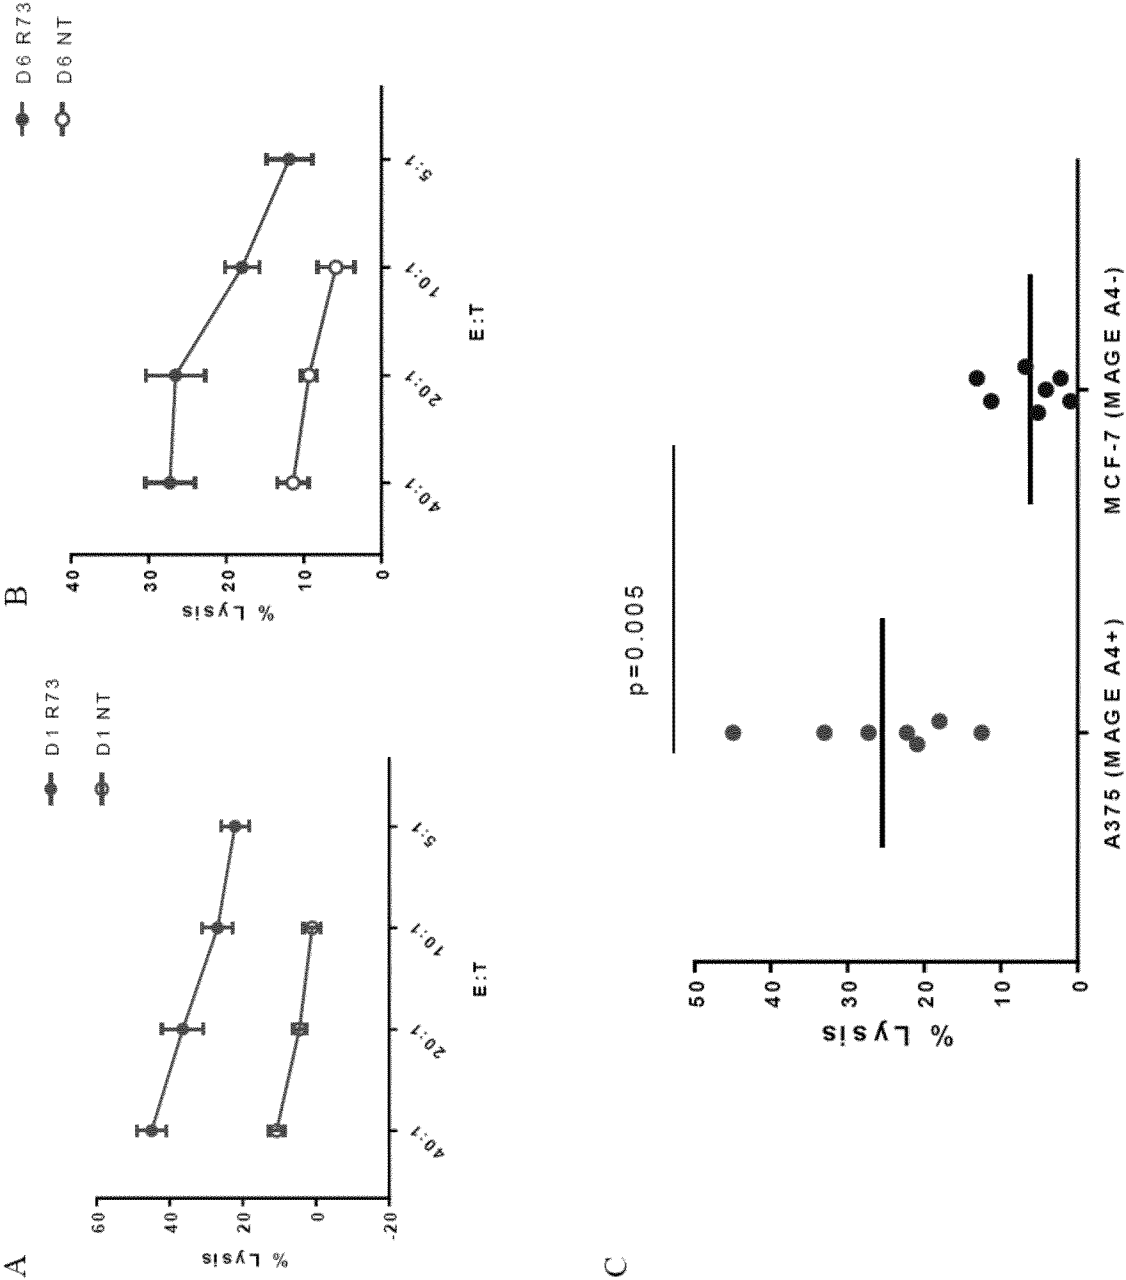 A
D1 R73
D1 NT
% Lysis
60
40
20
0
-20
40:1
20:1
10:1
5:1
E:T
B
D6 R73
D6 NT
% Lysis
40
30
20
10
0
40:1
20:1
10:1
5:1
E:T
C
p=0.005
% Lysis
50
40
30
20
10
0
A375 (MAGE A4+)
MCF-7 (MAGE A4-)